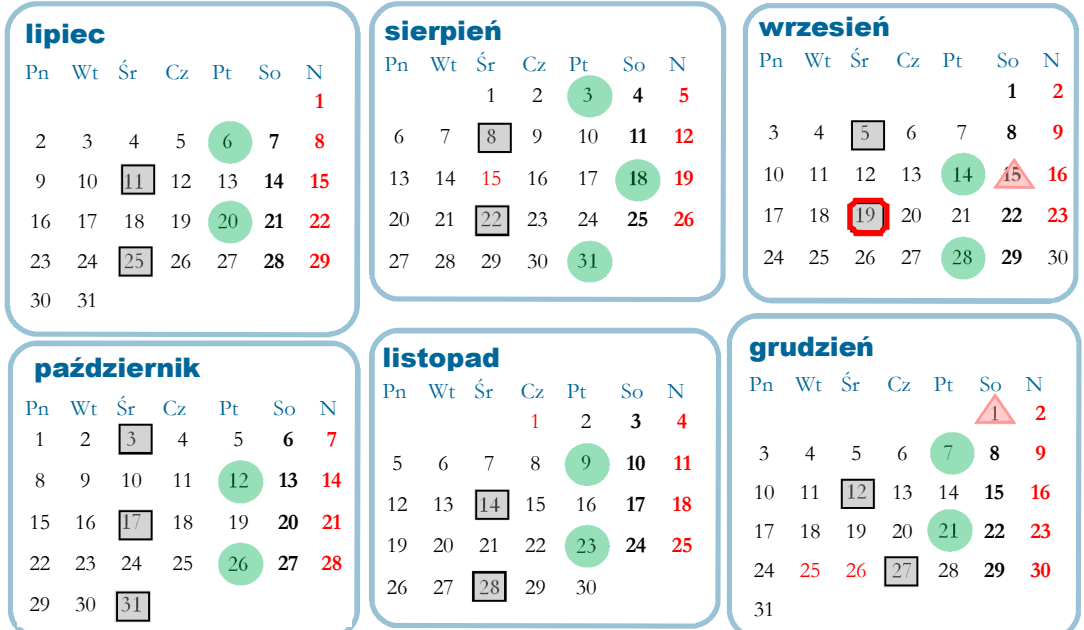 lipiec
Pn Wt Śr Cz Pt So N
1
2 3 4 5 6 7 8
9 10 11 12 13 14 15
16 17 18 19 20 21 22
23 24 25 26 27 28 29
30 31
sierpień
Pn Wt Śr Cz Pt So N
1 2 3 4 5
6 7 8 9 10 11 12
13 14 15 16 17 18 19
20 21 22 23 24 25 26
27 28 29 30 31
wrzesień
Pn Wt Śr Cz Pt So N
1 2
3 4 5 6 7 8 9
10 11 12 13 14 15 16
17 18 19 20 21 22 23
24 25 26 27 28 29 30
październik
Pn Wt Śr Cz Pt So N
1 2 3 4 5 6 7
8 9 10 11 12 13 14
15 16 17 18 19 20 21
22 23 24 25 26 27 28
29 30 31
listopad
Pn Wt Śr Cz Pt So N
1 2 3 4
5 6 7 8 9 10 11
12 13 14 15 16 17 18
19 20 21 22 23 24 25
26 27 28 29 30
grudzień
Pn Wt Śr Cz Pt So N
1 2
3 4 5 6 7 8 9
10 11 12 13 14 15 16
17 18 19 20 21 22 23
24 25 26 27 28 29 30
31